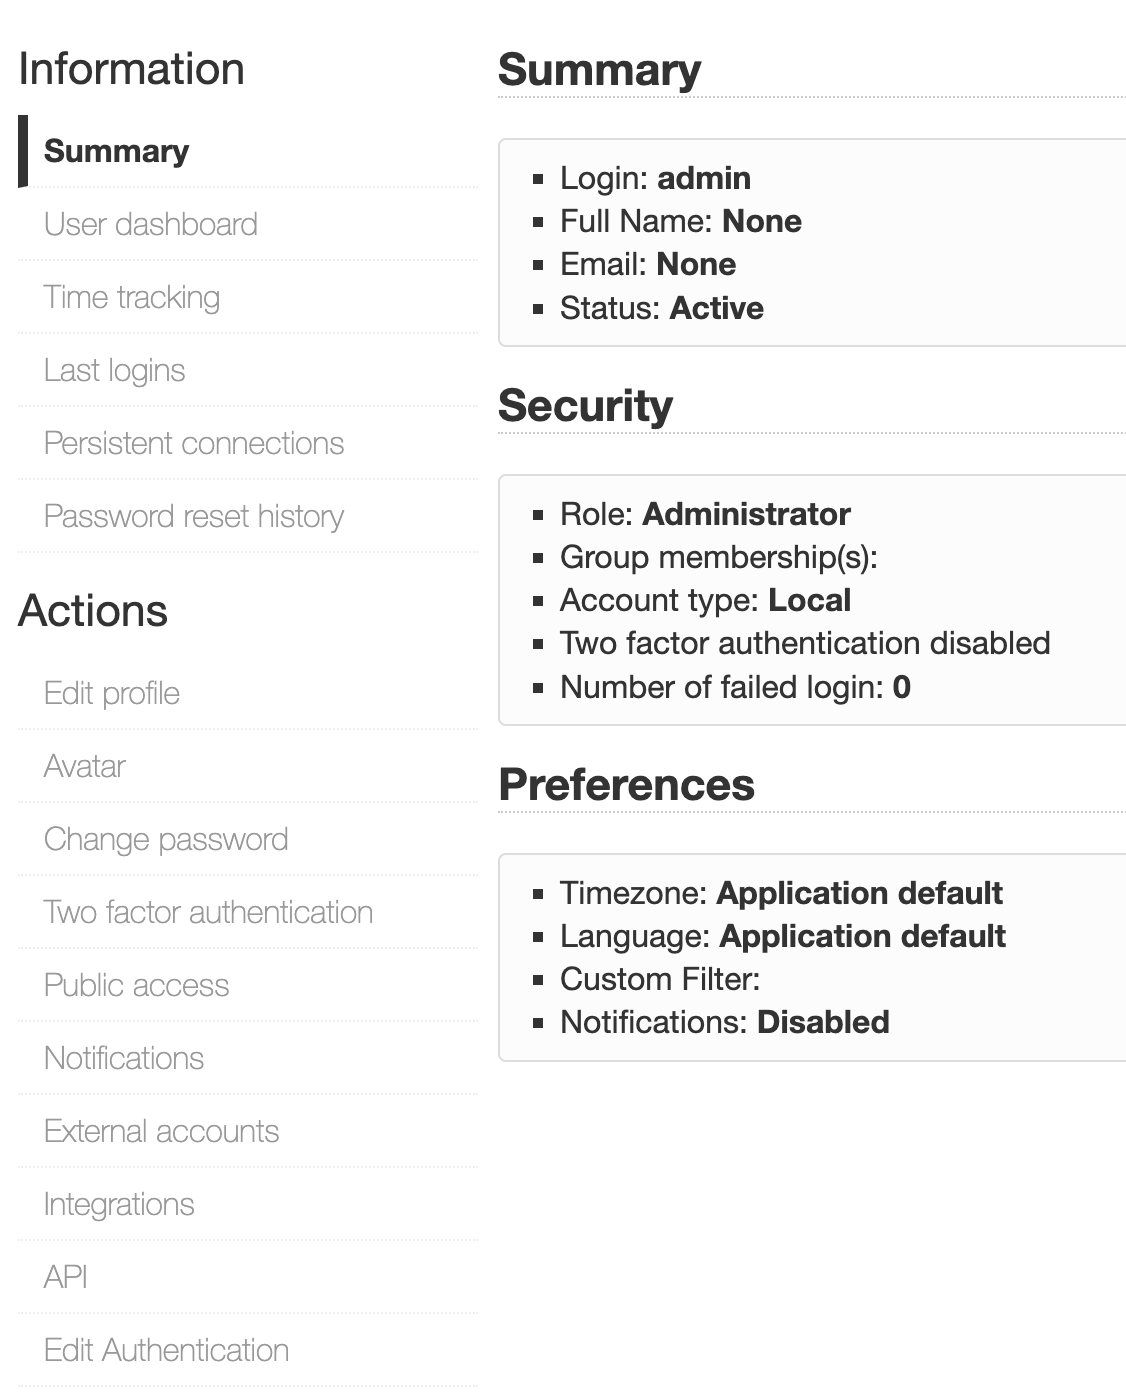 Information
Summary
User dashboard
Time tracking
Last logins
Persistent connections
Password reset history
Actions
Edit profile
Avatar
Change password
Two factor authentication
Public access
Notifications
External accounts
Integrations
API
Edit Authentication
Summary
Login: admin
Full Name: None
Email: None
Status: Active
Security
Role: Administrator
Group membership(s):
Account type: Local
Two factor authentication disabled
Number of failed login: 0
Preferences
Timezone: Application default
Language: Application default
Custom Filter:
Notifications: Disabled